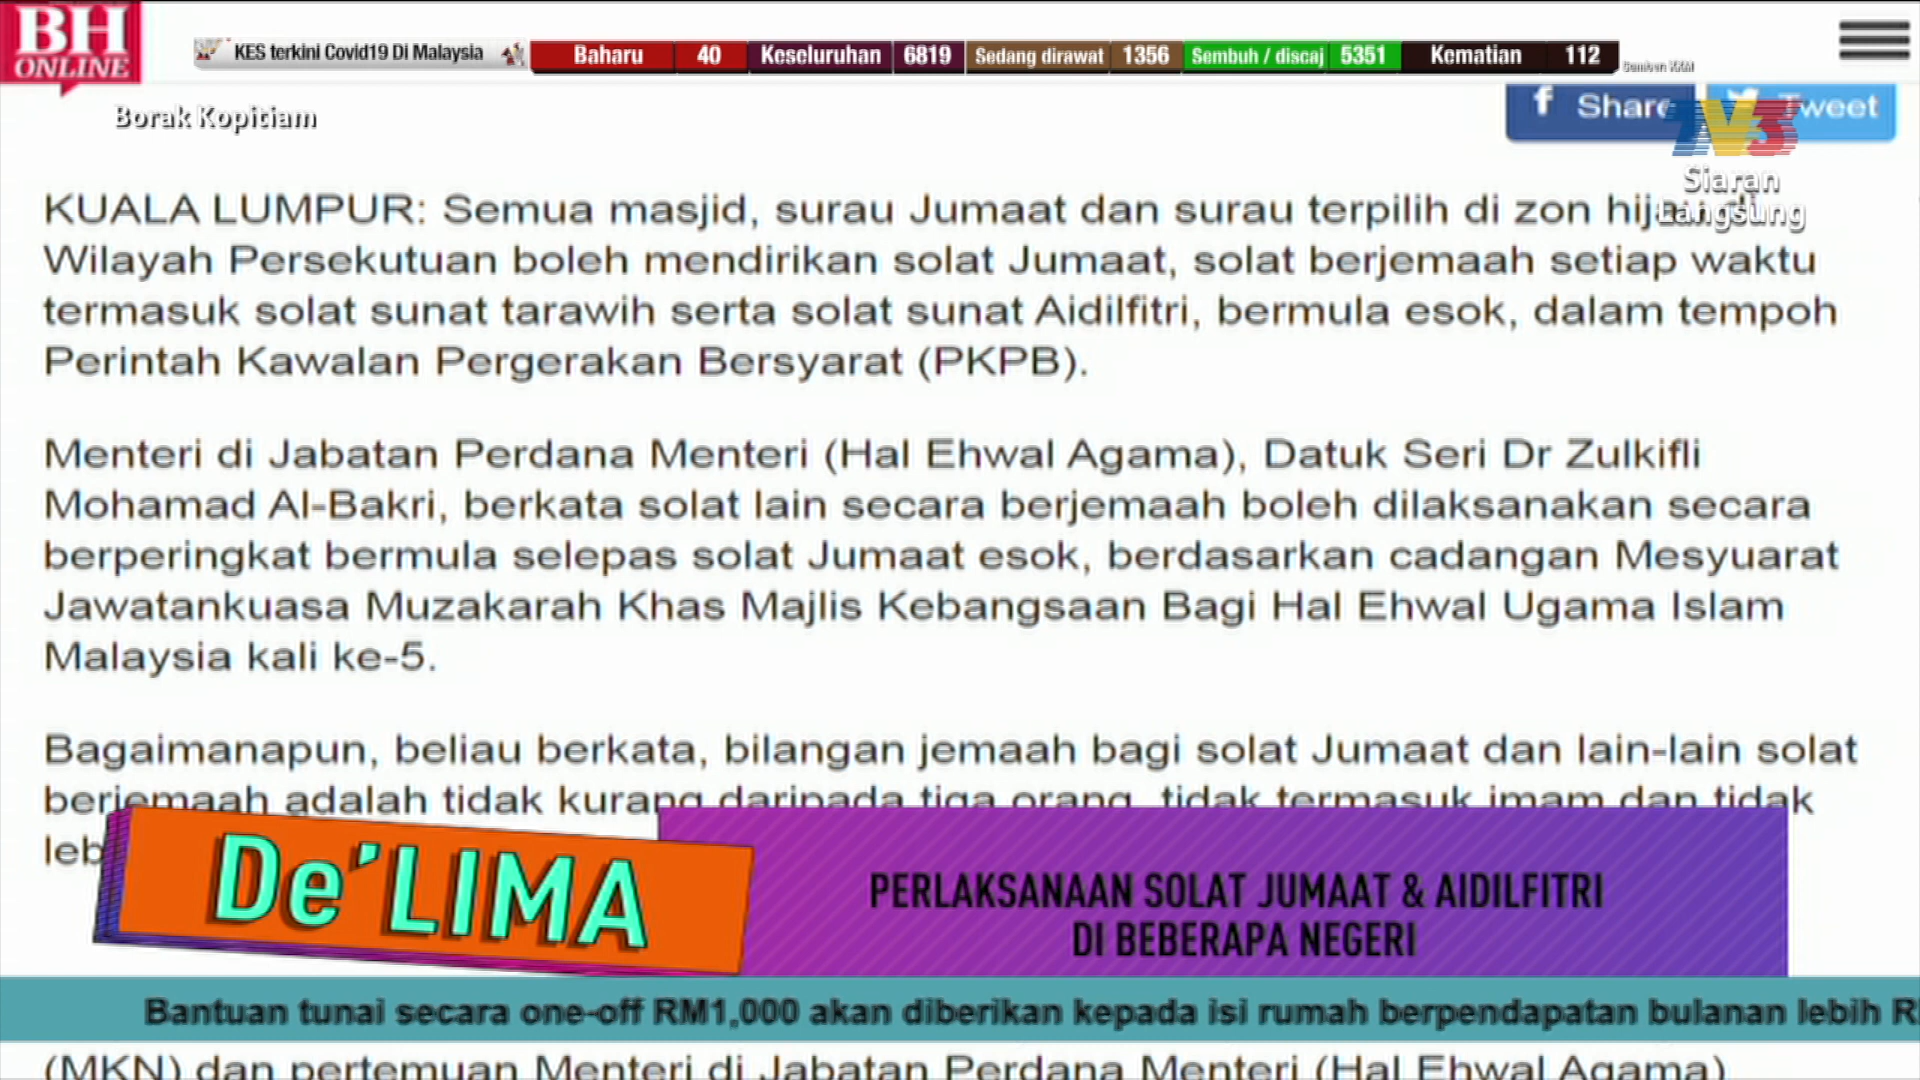 BH
ONLINE
KES terkini Covid19 Di Malaysia Baharu 40 Keseluruhan 6819 Sedang dirawat 1356 Sembuh / discaj 5351 Kematian 112
Sumber: KKM
Borak Kopitiam
Share Tweet
TV3
Siaran
Langsung
KUALA LUMPUR: Semua masjid, surau Jumaat dan surau terpilih di zon hijau di
Wilayah Persekutuan boleh mendirikan solat Jumaat, solat berjemaah setiap waktu
termasuk solat sunat tarawih serta solat sunat Aidilfitri, bermula esok, dalam tempoh
Perintah Kawalan Pergerakan Bersyarat (PKPB).
Menteri di Jabatan Perdana Menteri (Hal Ehwal Agama), Datuk Seri Dr Zulkifli
Mohamad Al-Bakri, berkata solat lain secara berjemaah boleh dilaksanakan secara
berperingkat bermula selepas solat Jumaat esok, berdasarkan cadangan Mesyuarat
Jawatankuasa Muzakarah Khas Majlis Kebangsaan Bagi Hal Ehwal Ugama Islam
Malaysia kali ke-5.
Bagaimanapun, beliau berkata, bilangan jemaah bagi solat Jumaat dan lain-lain solat
berjemaah adalah tidak kurang daripada tiga orang, tidak termasuk imam dan tidak
leb
De'LIMA
PERLAKSANAAN SOLAT JUMAAT & AIDILFITRI
DI BEBERAPA NEGERI
Bantuan tunai secara one-off RM1,000 akan diberikan kepada isi rumah berpendapatan bulanan lebih R
(MKN) dan pertemuan Menteri di Jabatan Perdana Menteri (Hal Ehwal Agama)